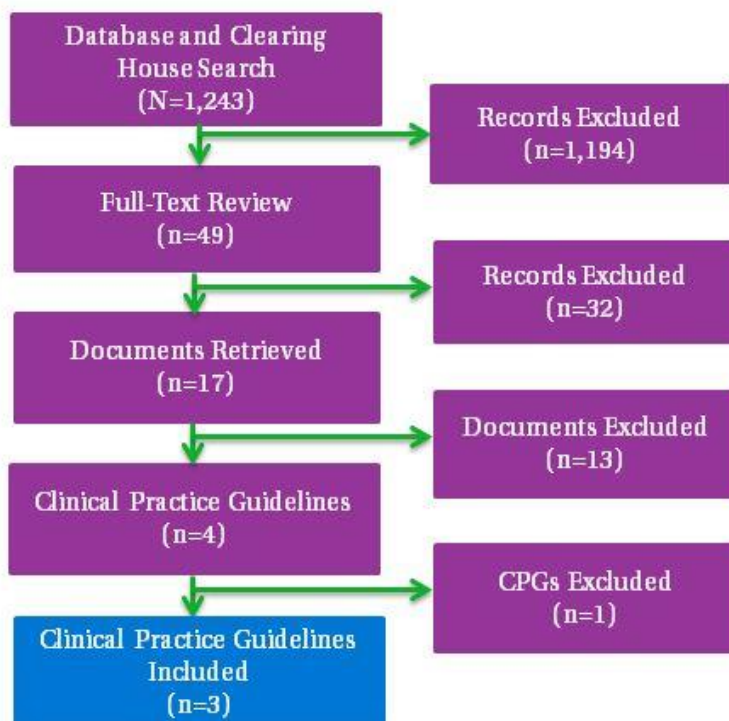 Database and Clearing
House Search
(N=1,243)
Records Excluded
(n=1,194)
Full-Text Review
(n=49)
Records Excluded
(n=32)
Documents Retrieved
(n=17)
Documents Excluded
(n=13)
Clinical Practice Guidelines
(n=4)
CPGs Excluded
(n=1)
Clinical Practice Guidelines
Included
(n=3)